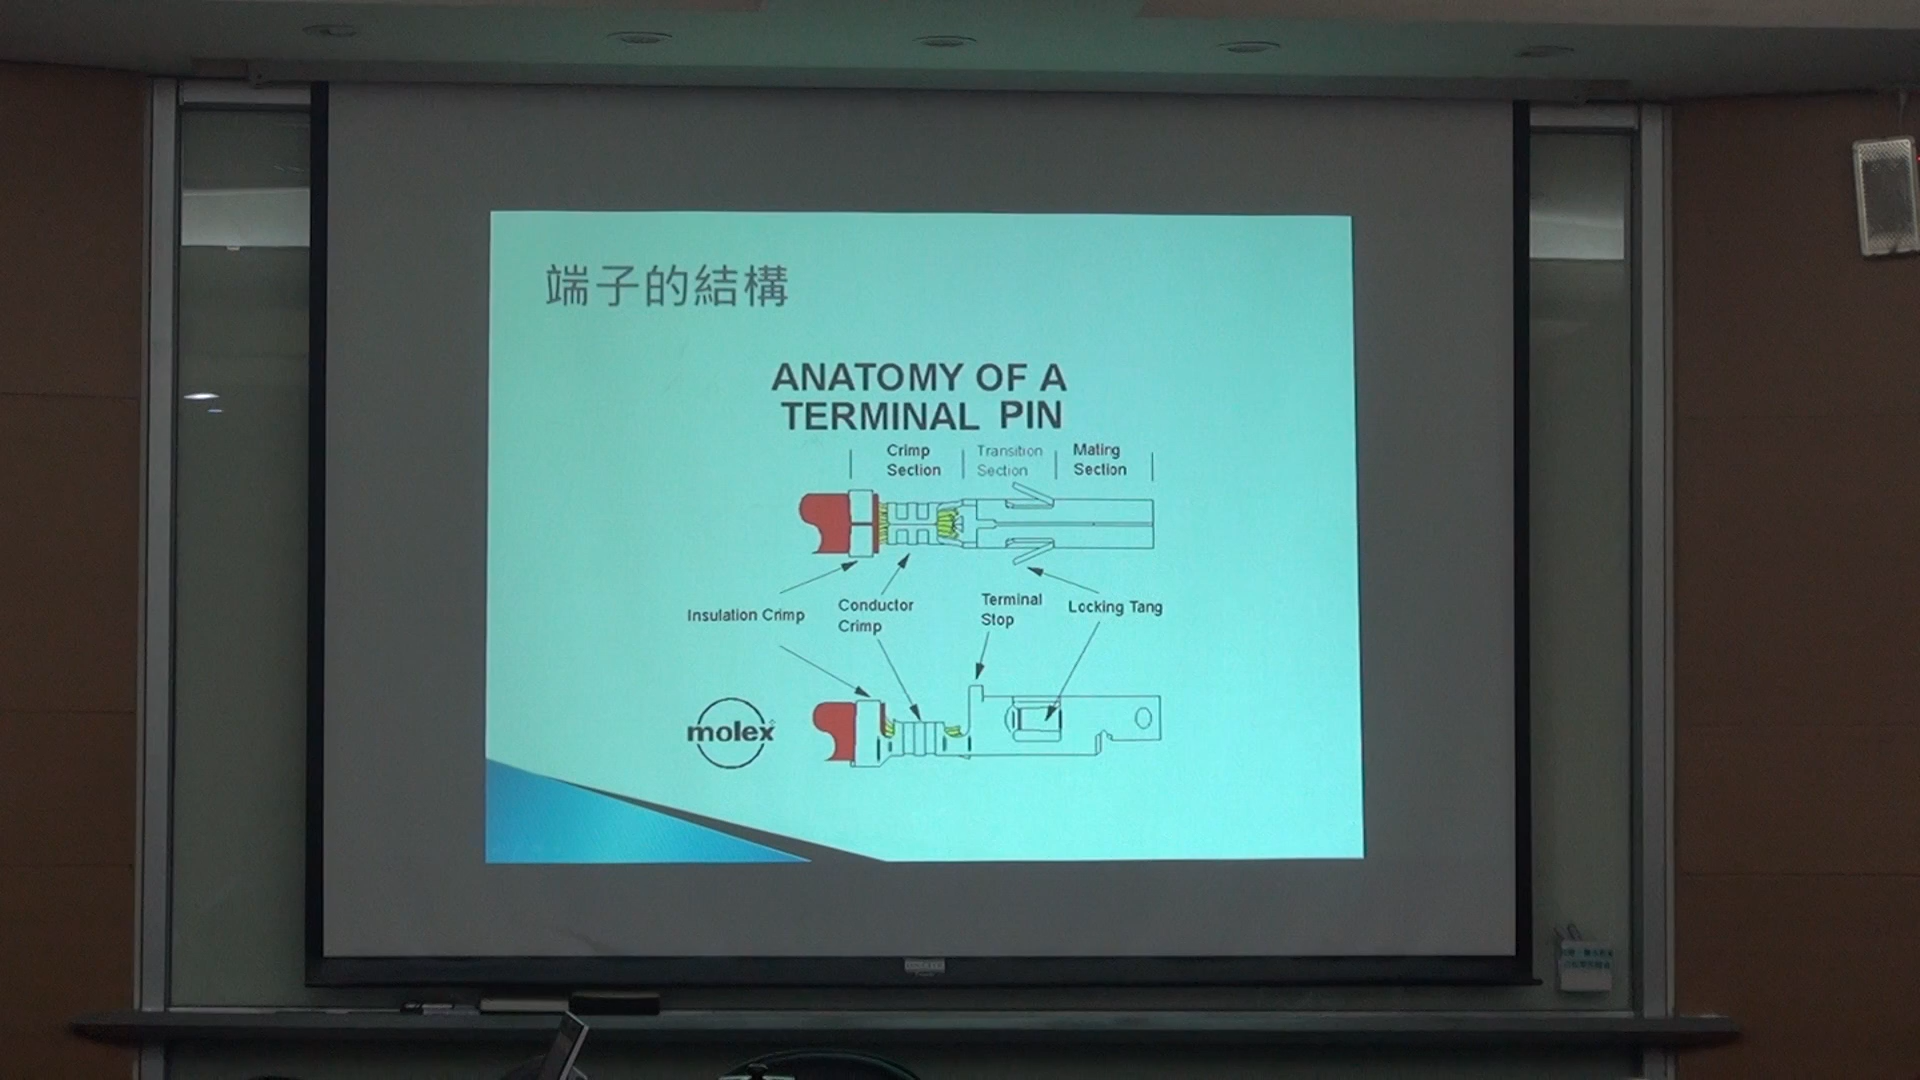 端子的結構
ANATOMY OF A
TERMINAL PIN
Crimp
Section
Transition
Section
Mating
Section
Insulation Crimp
Conductor
Crimp
Terminal
Stop
Locking Tang
molex